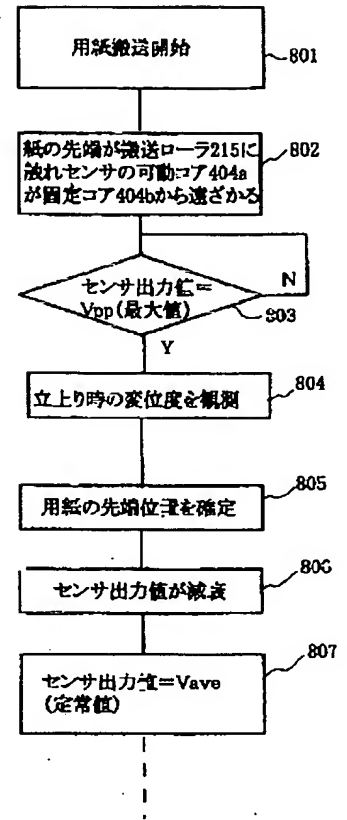 用紙搬送開始
801
紙の先端が搬送ローラ215に
触れセンサの可動コア404a
が固定コア404bから遠ざかる
802
センサ出力値=
Vpp(最大値)
N
803
Y
立上り時の変位度を観測
804
用紙の先端位置を確定
805
センサ出力値が減衰
806
センサ出力値=Vave
(定常値)
807